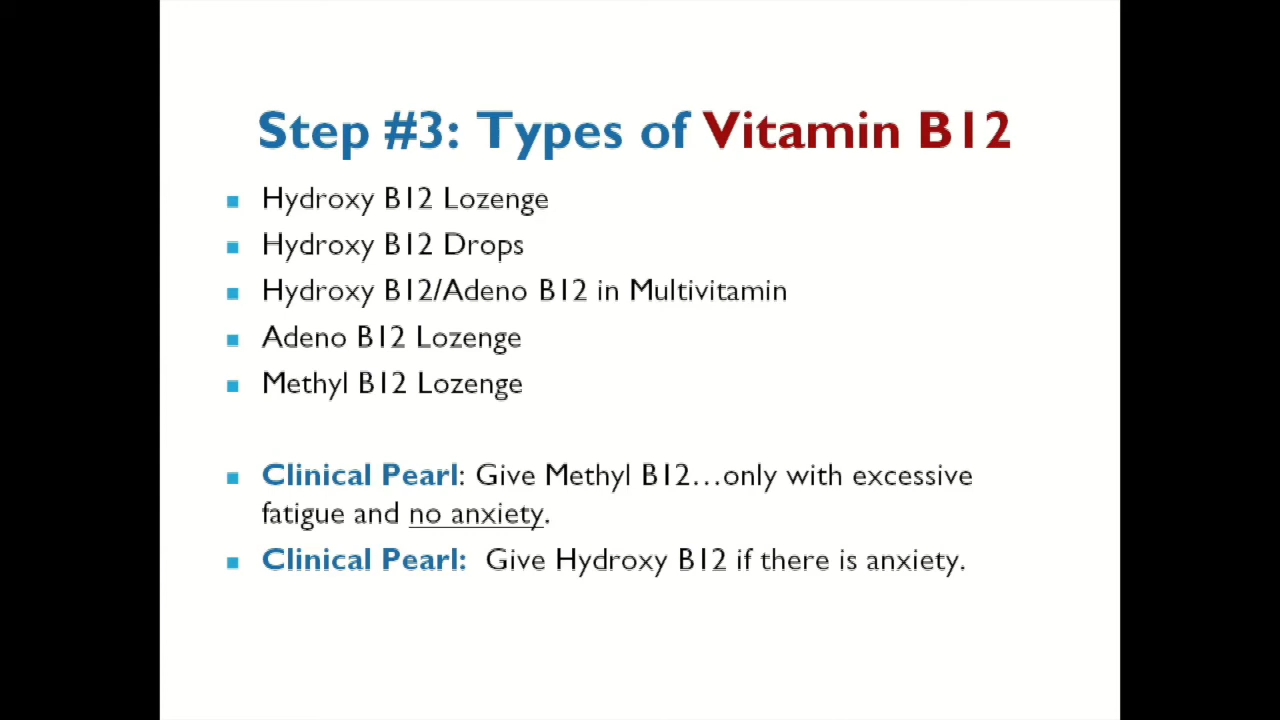 Step #3: Types of Vitamin B12
Hydroxy B12 Lozenge
Hydroxy B12 Drops
Hydroxy B12/Adeno B12 in Multivitamin
Adeno B12 Lozenge
Methyl B12 Lozenge
Clinical Pearl: Give Methyl B12...only with excessive
fatigue and no anxiety.
Clinical Pearl: Give Hydroxy B12 if there is anxiety.